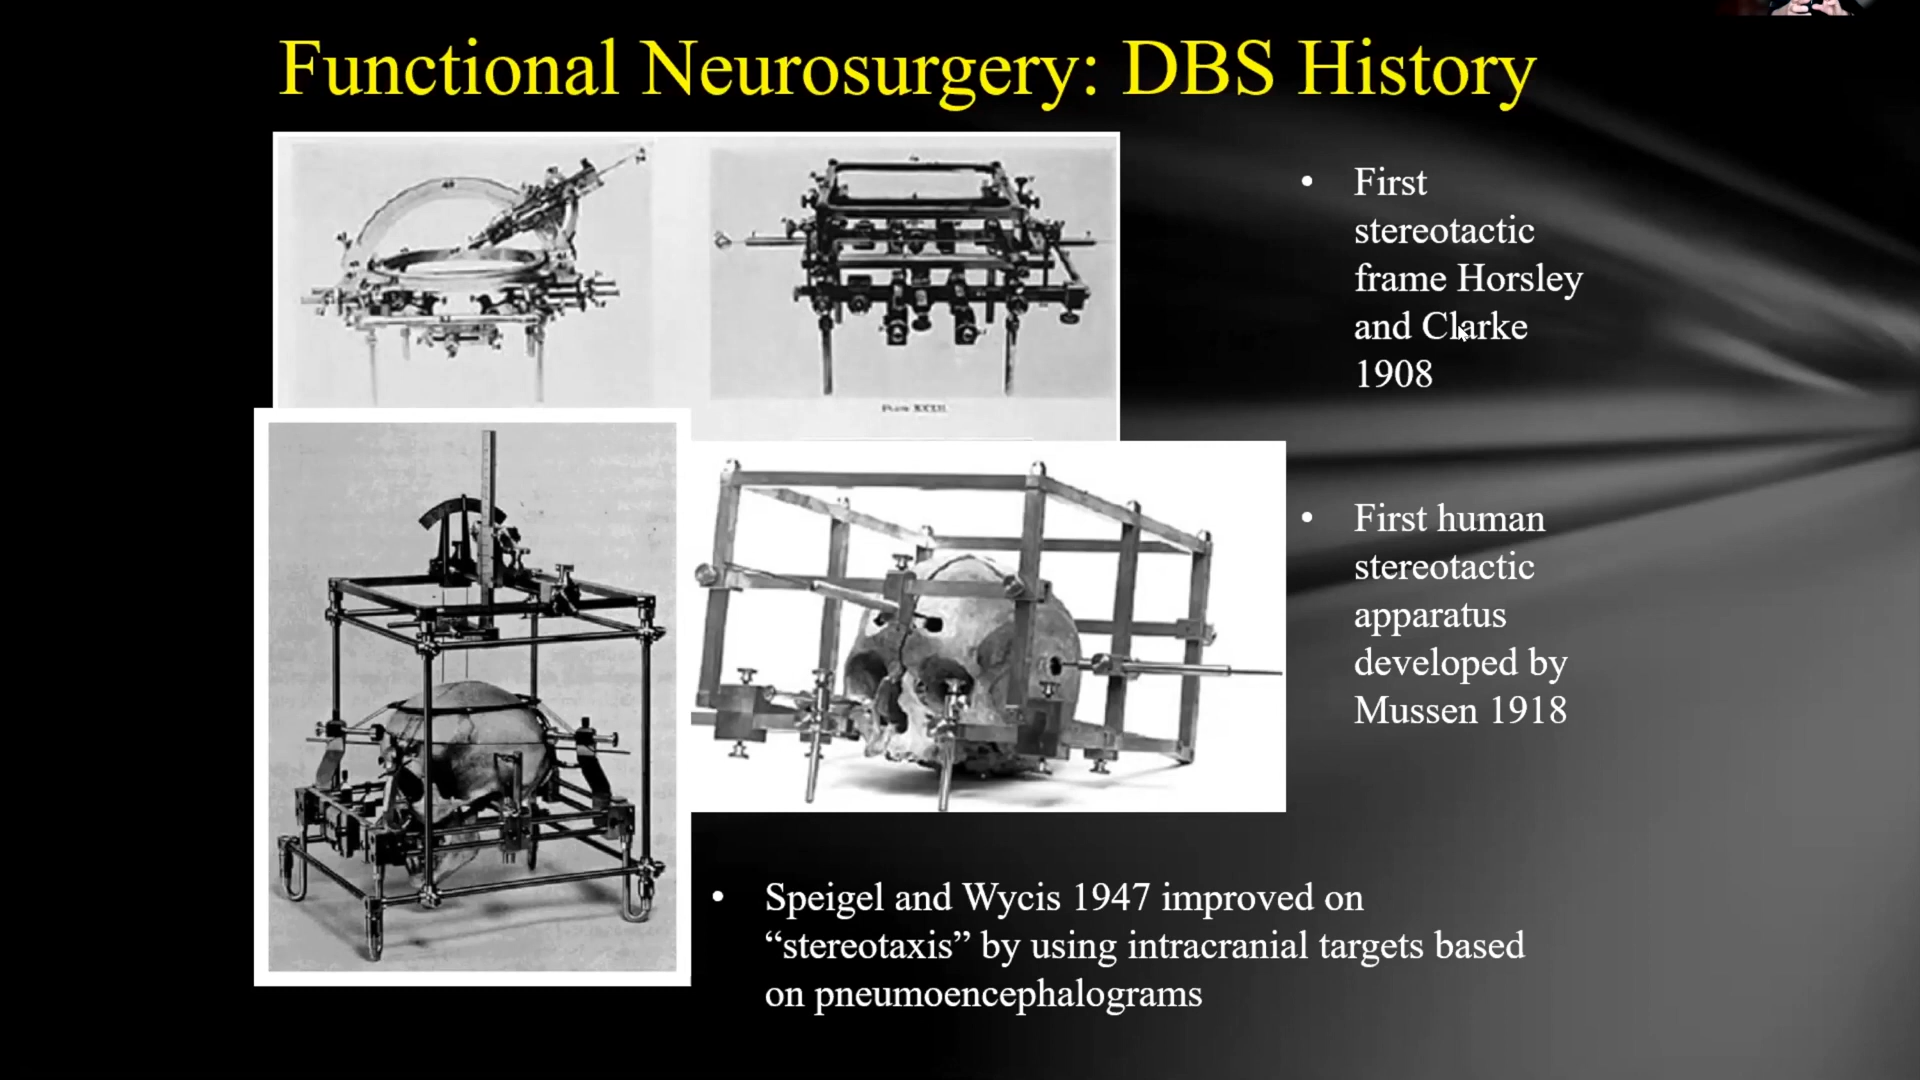 Functional Neurosurgery: DBS History
• First
stereotactic
frame Horsley
and Clarke
1908
• First human
stereotactic
apparatus
developed by
Mussen 1918
• Speigel and Wycis 1947 improved on
“stereotaxis” by using intracranial targets based
on pneumoencephalograms